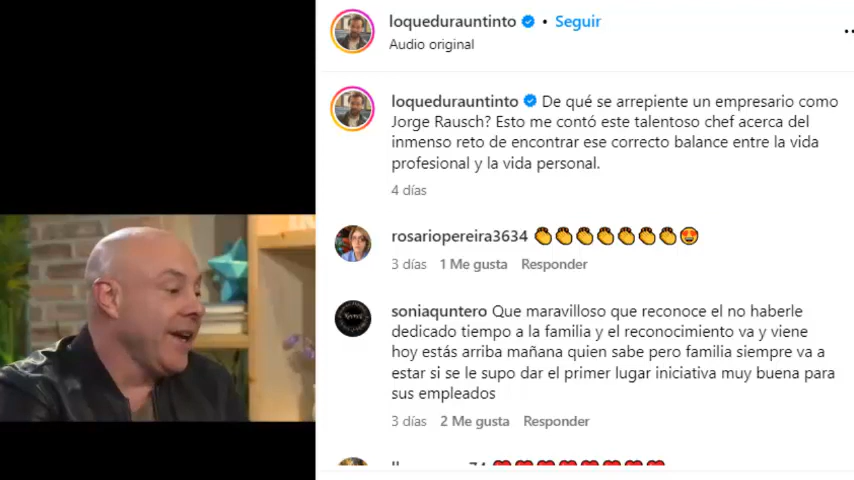 loquedurauntinto • Seguir
Audio original
loquedurauntinto De qué se arrepiente un empresario como
Jorge Rausch? Esto me contó este talentoso chef acerca del
inmenso reto de encontrar ese correcto balance entre la vida
profesional y la vida personal.
4 días
rosariopereira3634 👏👏👏👏👏👏👏😍
3 días 1 Me gusta Responder
soniaquntero Que maravilloso que reconoce el no haberle
dedicado tiempo a la familia y el reconocimiento va y viene
hoy estás arriba mañana quien sabe pero familia siempre va a
estar si se le supo dar el primer lugar iniciativa muy buena para
sus empleados
3 días 2 Me gusta Responder